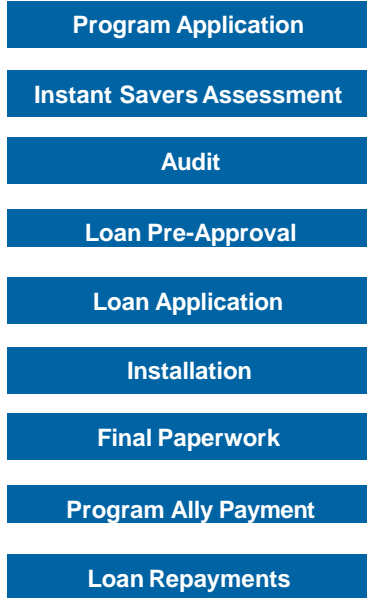 Program Application
Instant Savers Assessment
Audit
Loan Pre-Approval
Loan Application
Installation
Final Paperwork
Program Ally Payment
Loan Repayments